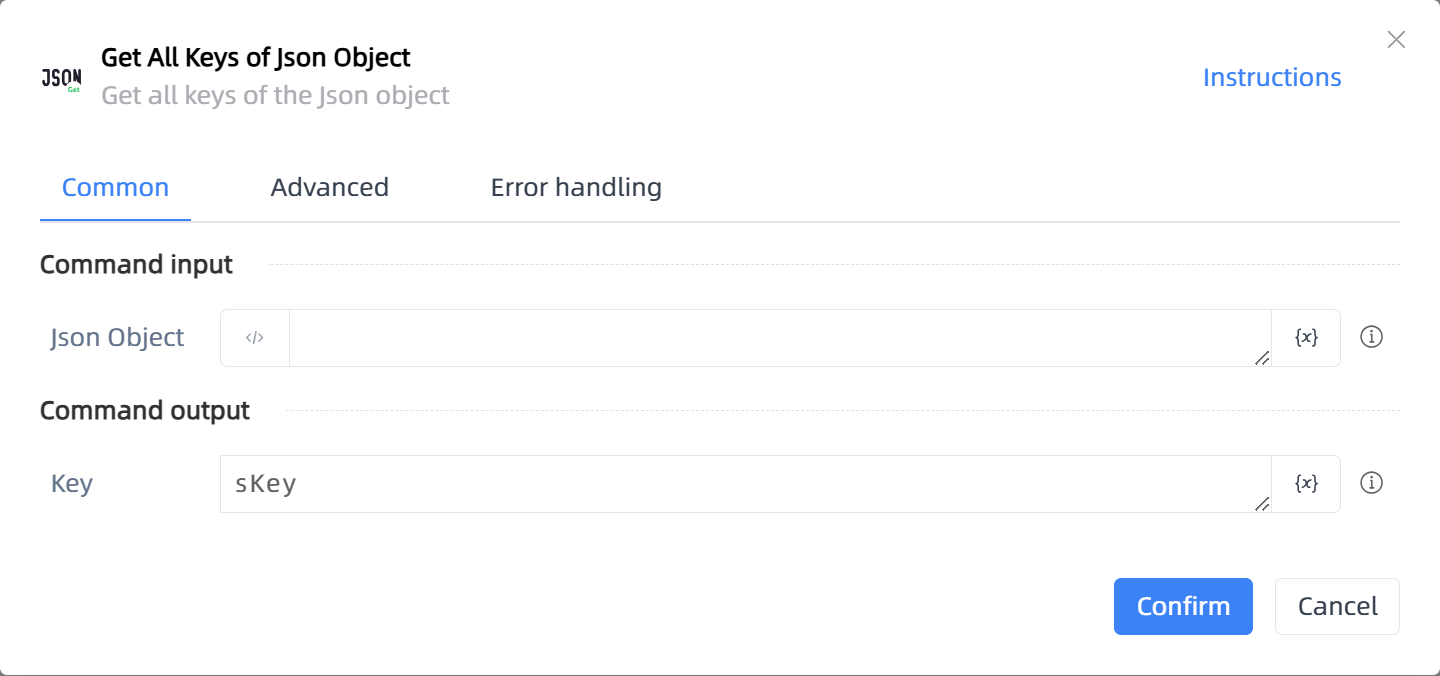 Get All Keys of Json Object
JSON
Get
Get all keys of the Json object
Instructions
Common Advanced Error handling
Command input
Json Object </> {x}
Command output
Key sKey {x}
Confirm Cancel